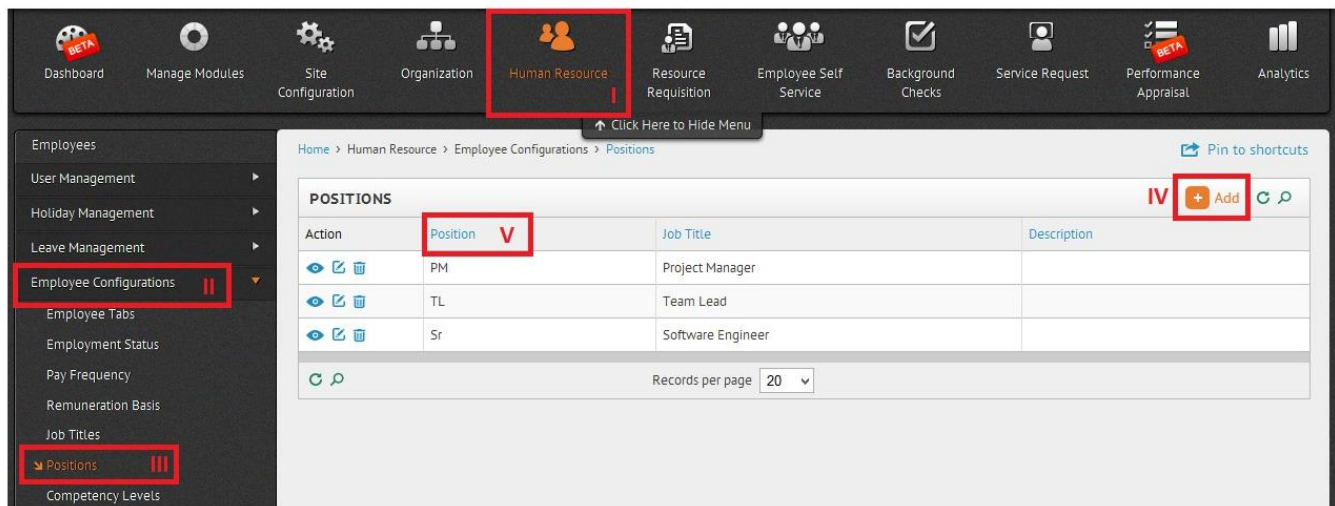 BETA
BETA
Dashboard Manage Modules Site Configuration Organization Human Resource Resource Requisition Employee Self Service Background Checks Service Request Performance Appraisal Analytics
I
Click Here to Hide Menu
Employees
User Management
Holiday Management
Leave Management
Employee Configurations II
Employee Tabs
Employment Status
Pay Frequency
Remuneration Basis
Job Titles
Positions III
Competency Levels
Home > Human Resource > Employee Configurations > Positions
Pin to shortcuts
POSITIONS IV + Add
Action Position V Job Title Description
PM Project Manager
TL Team Lead
Sr Software Engineer
Records per page 20